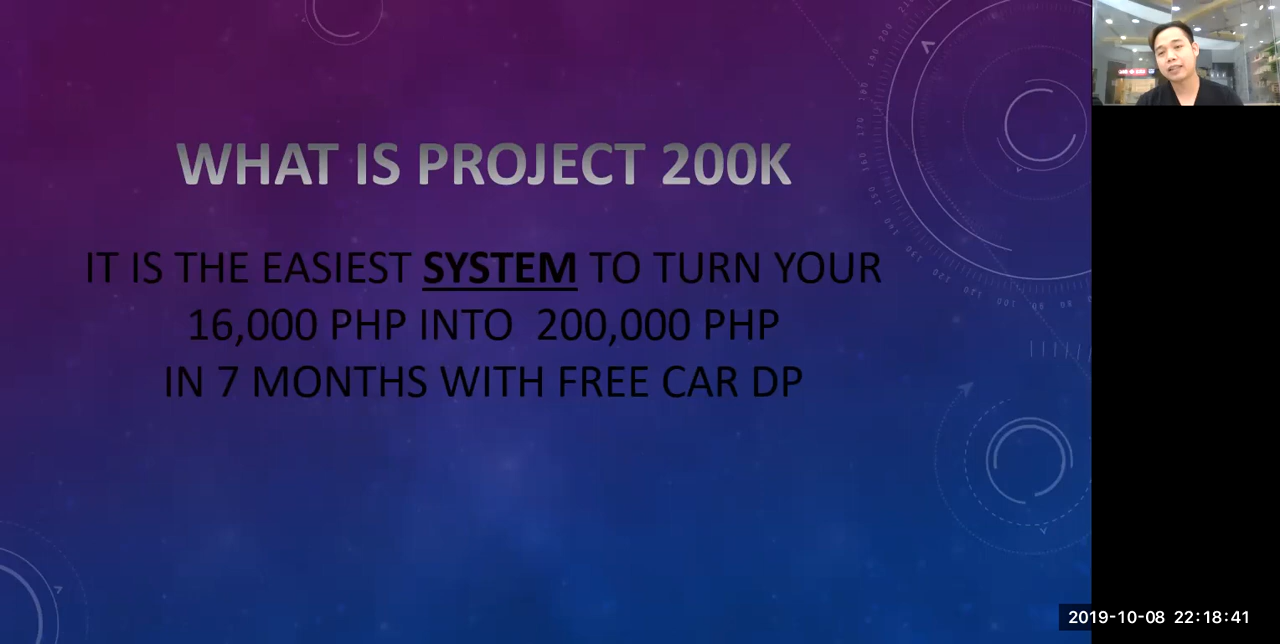 WHAT IS PROJECT 200K
IT IS THE EASIEST SYSTEM TO TURN YOUR
16,000 PHP INTO 200,000 PHP
IN 7 MONTHS WITH FREE CAR DP
2019-10-08 22:18:41